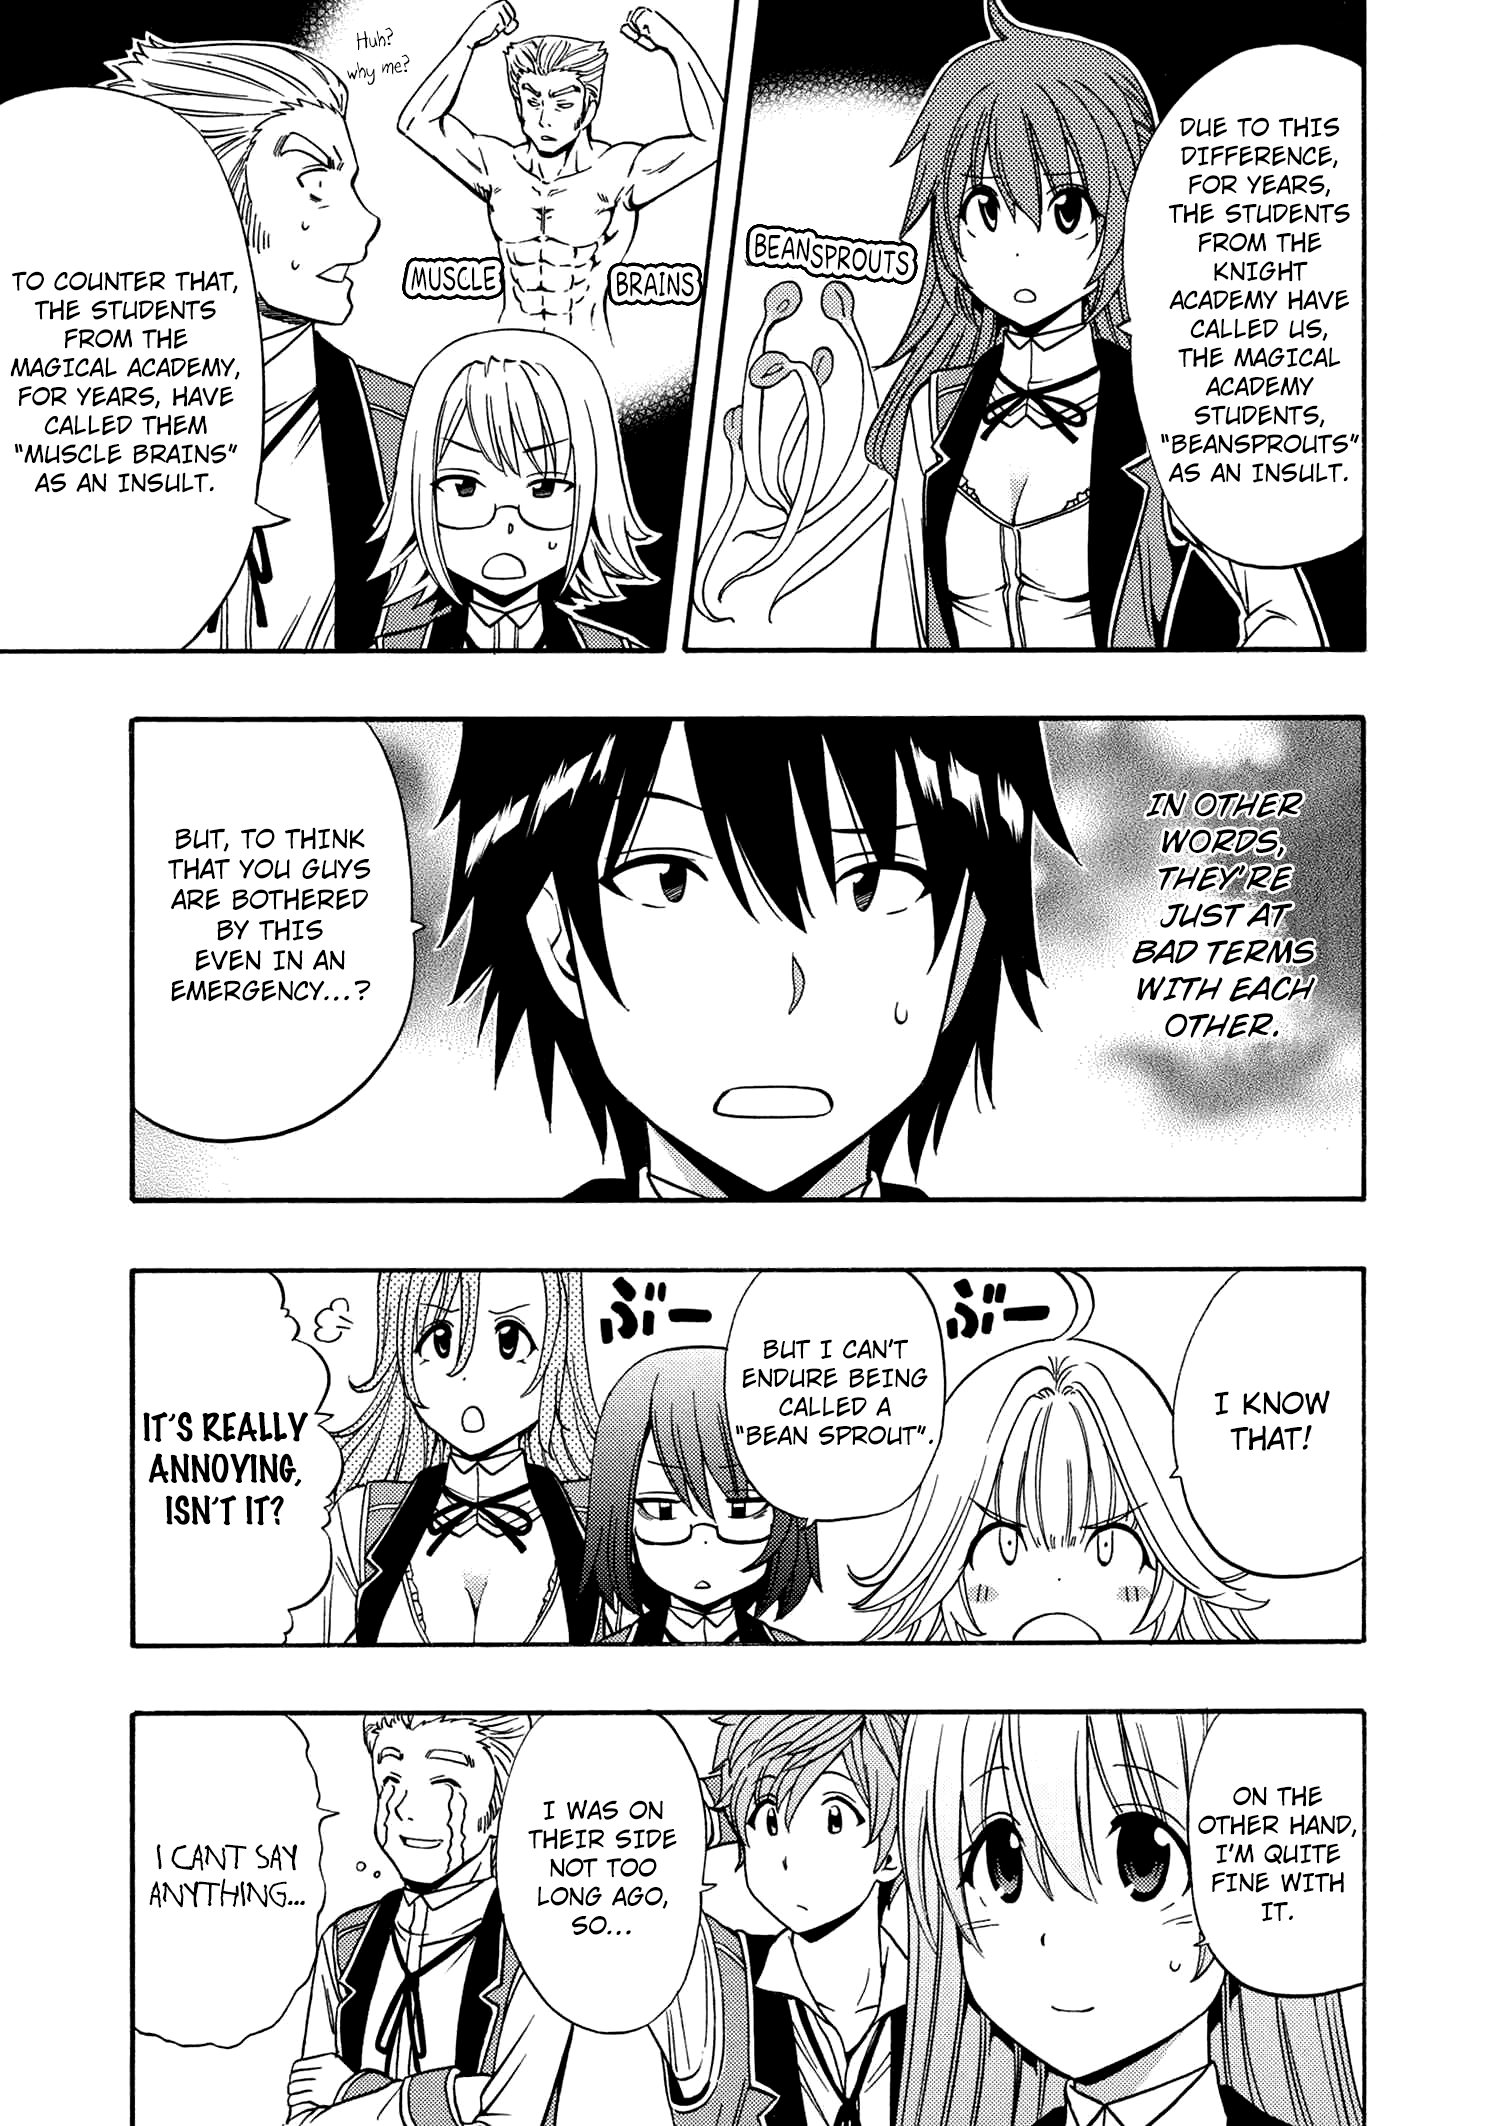 DUE TO THIS
DIFFERENCE,
FOR YEARS,
THE STUDENTS
FROM THE
KNIGHT
ACADEMY HAVE
CALLED US,
THE MAGICAL
ACADEMY
STUDENTS,
"BEANSPROUTS"
AS AN INSULT.
BEANSPROUTS
Huh?
why me?
MUSCLE
BRAINS
TO COUNTER THAT,
THE STUDENTS
FROM THE
MAGICAL ACADEMY,
FOR YEARS, HAVE
CALLED THEM
"MUSCLE BRAINS"
AS AN INSULT.
IN OTHER
WORDS,
THEY'RE
JUST AT
BAD TERMS
WITH EACH
OTHER.
BUT, TO THINK
THAT YOU GUYS
ARE BOTHERED
BY THIS
EVEN IN AN
EMERGENCY...?
I KNOW
THAT!
ぶー
BUT I CAN'T
ENDURE BEING
CALLED A
"BEAN SPROUT".
ぶー
IT'S REALLY
ANNOYING,
ISN'T IT?
ON THE
OTHER HAND,
I'M QUITE
FINE WITH
IT.
I WAS ON
THEIR SIDE
NOT TOO
LONG AGO,
SO...
I CANT SAY
ANYTHING...